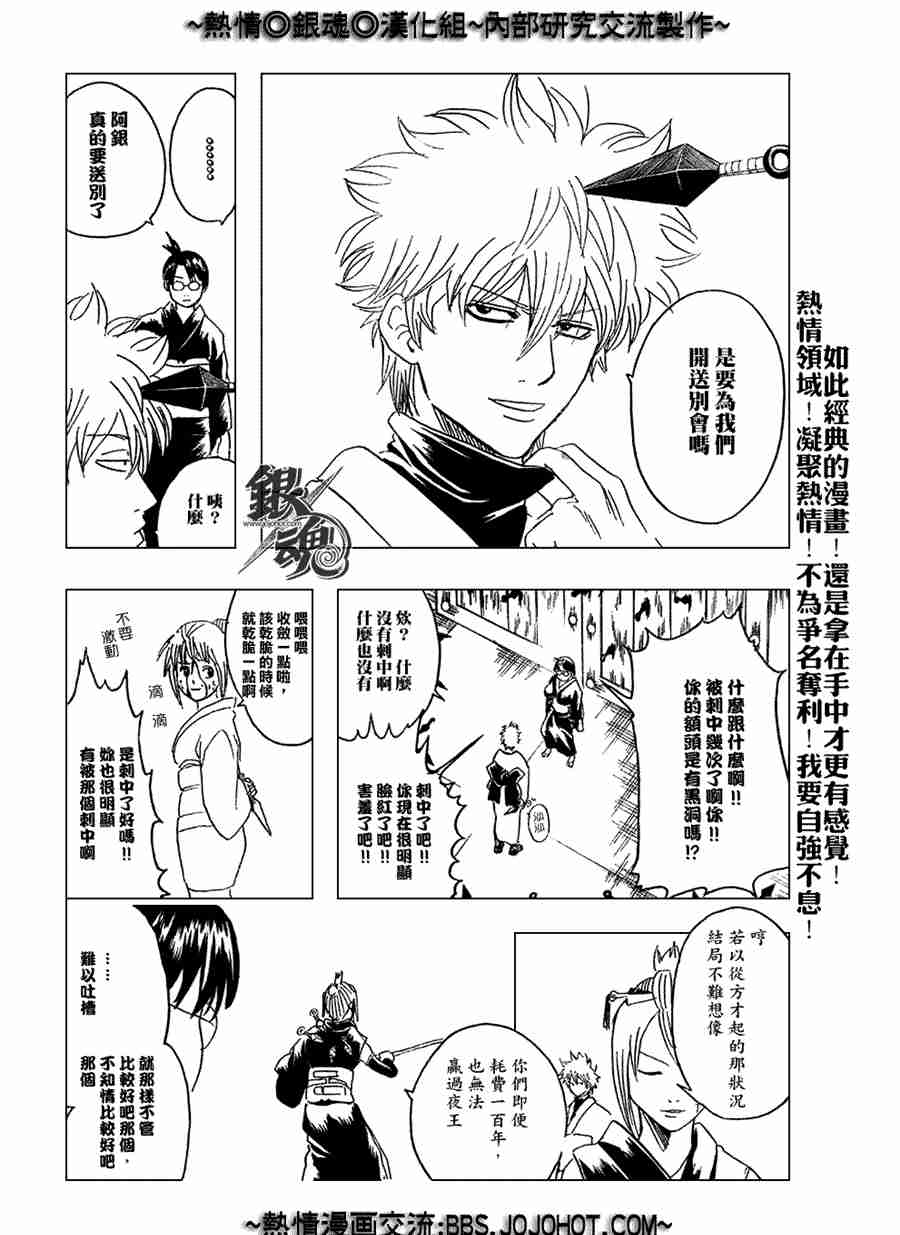 ~熱情◎銀魂◎漢化組~內部研究交流製作~
是要為我們
開送別會嗎
……
阿銀
真的要送別了
咦？
什麼
銀魂
www.jojohot.com
如此經典的漫畫！還是拿在手中才更有感覺！
熱情領域！凝聚熱情！不為爭名奪利！我要自強不息！
什麼跟什麼啊!!
被刺中幾次了啊你!!
你的額頭是有黑洞嗎!?
欸？什麼
沒有刺中啊
什麼也沒有
刺中了吧!!
你現在很明顯
臉紅了吧!!
害羞了吧!!
喂喂喂
收斂一點啦，
該乾脆的時候
就乾脆一點啊
不要
激動
滴滴
滴
是刺中了好嗎!!
妳也很明顯
有被那個刺中啊
哼
若以從方才起的那狀況
結局不難想像
你們即便
耗費一百年，
也無法
贏過夜王
……
難以吐槽
就那樣不管
比較好吧那個，
不知情比較好吧
那個
~熱情漫画交流:BBS.JOJOHOT.COM/~